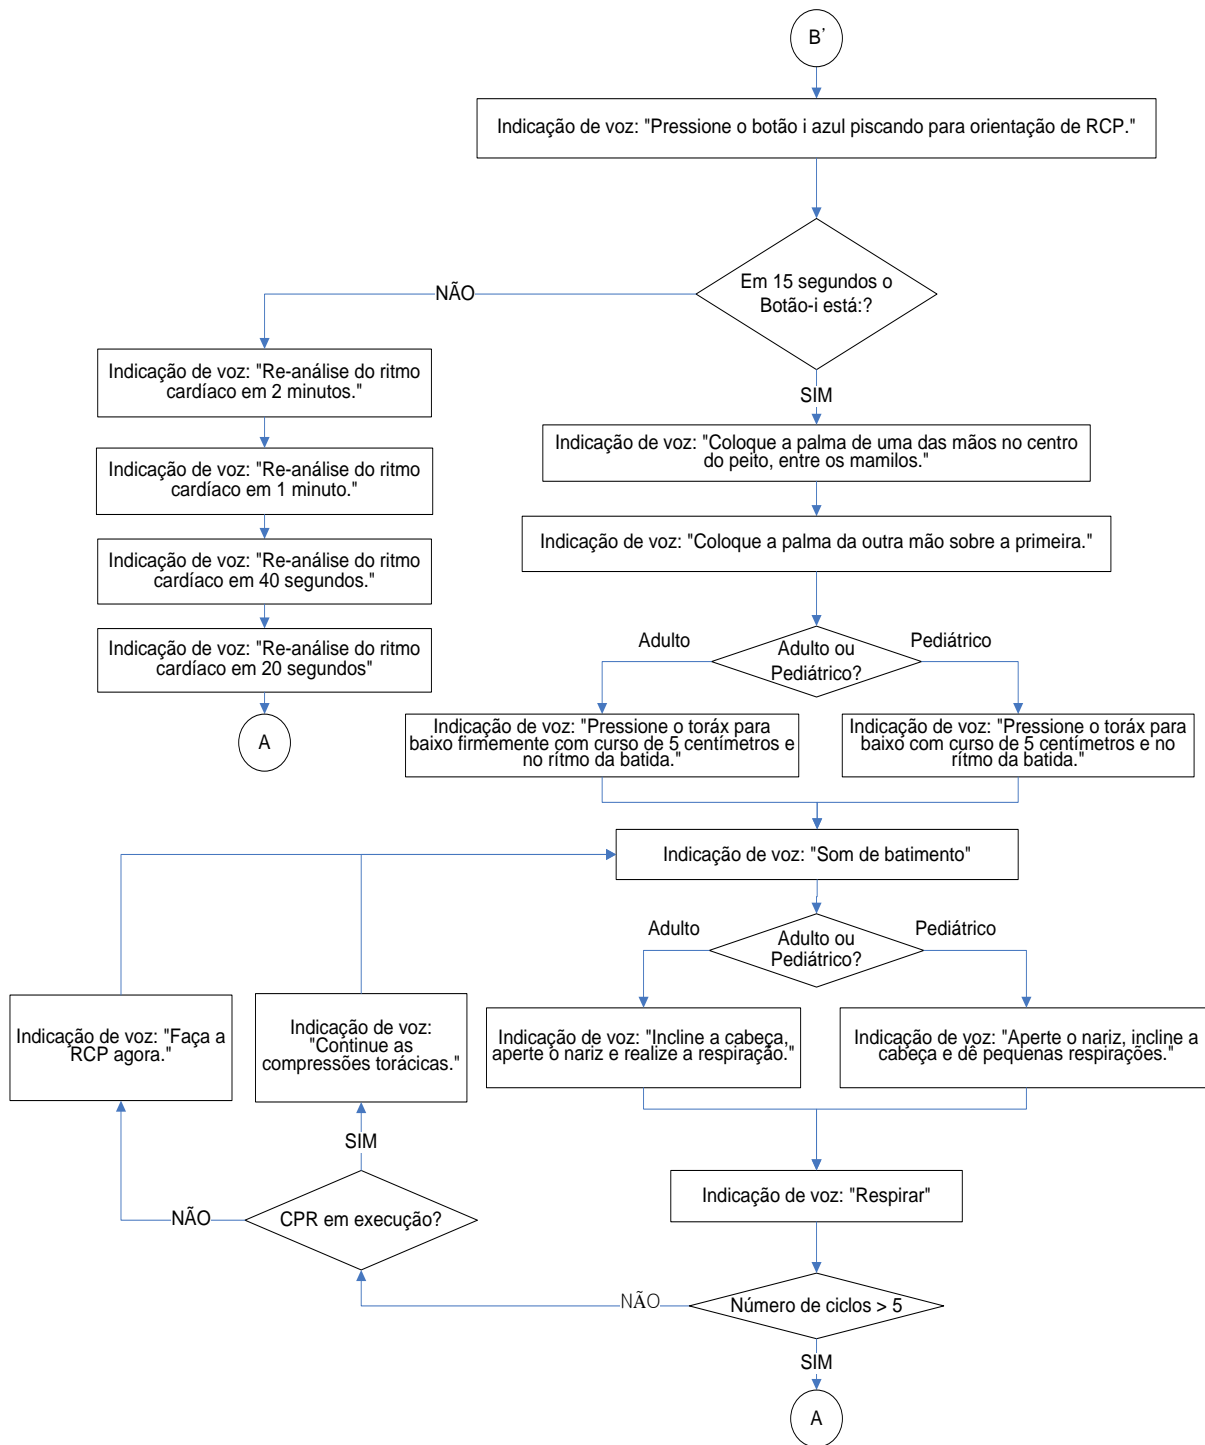 B'
Indicação de voz: "Pressione o botão i azul piscando para orientação de RCP."
Em 15 segundos o
Botão-i está:?
NÃO
SIM
Indicação de voz: "Re-análise do ritmo
cardíaco em 2 minutos."
Indicação de voz: "Re-análise do ritmo
cardíaco em 1 minuto."
Indicação de voz: "Re-análise do ritmo
cardíaco em 40 segundos."
Indicação de voz: "Re-análise do ritmo
cardíaco em 20 segundos"
A
Indicação de voz: "Coloque a palma de uma das mãos no centro
do peito, entre os mamilos."
Indicação de voz: "Coloque a palma da outra mão sobre a primeira."
Adulto
Adulto ou
Pediátrico?
Pediátrico
Indicação de voz: "Pressione o toráx para
baixo firmemente com curso de 5 centímetros e
no rítmo da batida."
Indicação de voz: "Pressione o toráx para
baixo com curso de 5 centímetros e no
rítmo da batida."
Indicação de voz: "Som de batimento"
Adulto
Adulto ou
Pediátrico?
Pediátrico
Indicação de voz: "Incline a cabeça,
aperte o nariz e realize a respiração."
Indicação de voz: "Aperte o nariz, incline a
cabeça e dê pequenas respirações."
Indicação de voz: "Respirar"
Número de ciclos > 5
NÃO
CPR em execução?
SIM
Indicação de voz:
"Continue as
compressões torácicas."
NÃO
Indicação de voz: "Faça a
RCP agora."
SIM
A